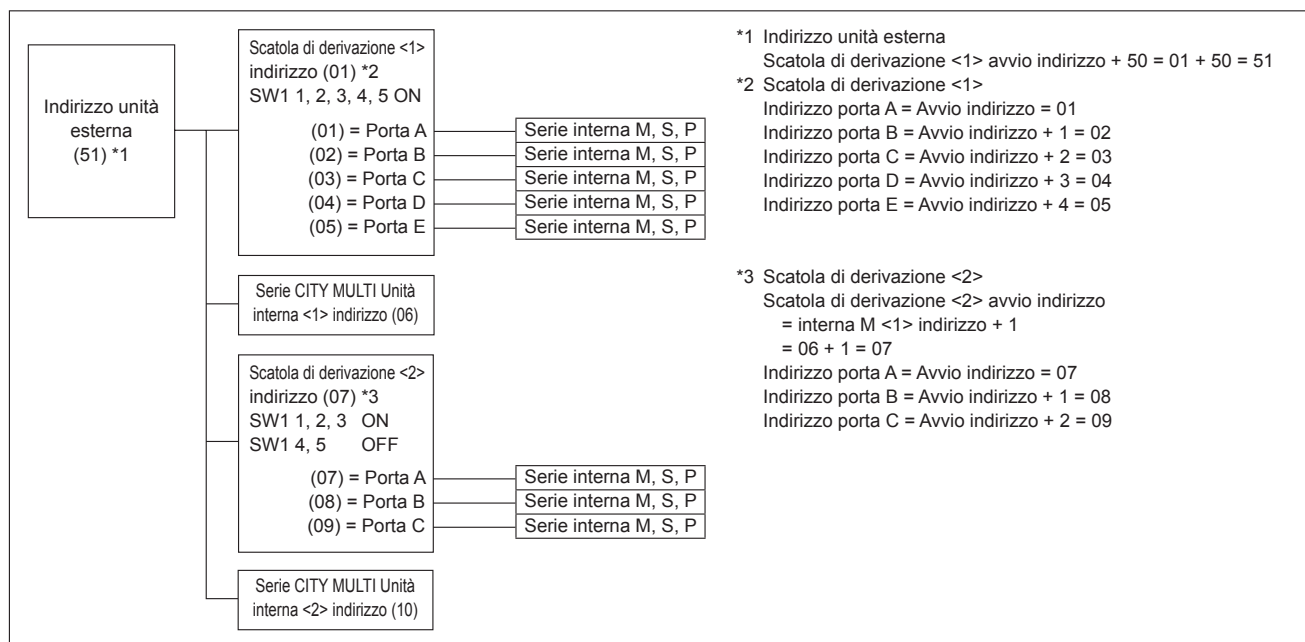 Indirizzo unità
esterna
(51) *1
Scatola di derivazione <1>
indirizzo (01) *2
SW1 1, 2, 3, 4, 5 ON
(01) = Porta A
(02) = Porta B
(03) = Porta C
(04) = Porta D
(05) = Porta E
Serie interna M, S, P
Serie interna M, S, P
Serie interna M, S, P
Serie interna M, S, P
Serie interna M, S, P
Serie CITY MULTI Unità
interna <1> indirizzo (06)
Scatola di derivazione <2>
indirizzo (07) *3
SW1 1, 2, 3 ON
SW1 4, 5 OFF
(07) = Porta A
(08) = Porta B
(09) = Porta C
Serie interna M, S, P
Serie interna M, S, P
Serie interna M, S, P
Serie CITY MULTI Unità
interna <2> indirizzo (10)
*1 Indirizzo unità esterna
Scatola di derivazione <1> avvio indirizzo + 50 = 01 + 50 = 51
*2 Scatola di derivazione <1>
Indirizzo porta A = Avvio indirizzo = 01
Indirizzo porta B = Avvio indirizzo + 1 = 02
Indirizzo porta C = Avvio indirizzo + 2 = 03
Indirizzo porta D = Avvio indirizzo + 3 = 04
Indirizzo porta E = Avvio indirizzo + 4 = 05
*3 Scatola di derivazione <2>
Scatola di derivazione <2> avvio indirizzo
= interna M <1> indirizzo + 1
= 06 + 1 = 07
Indirizzo porta A = Avvio indirizzo = 07
Indirizzo porta B = Avvio indirizzo + 1 = 08
Indirizzo porta C = Avvio indirizzo + 2 = 09